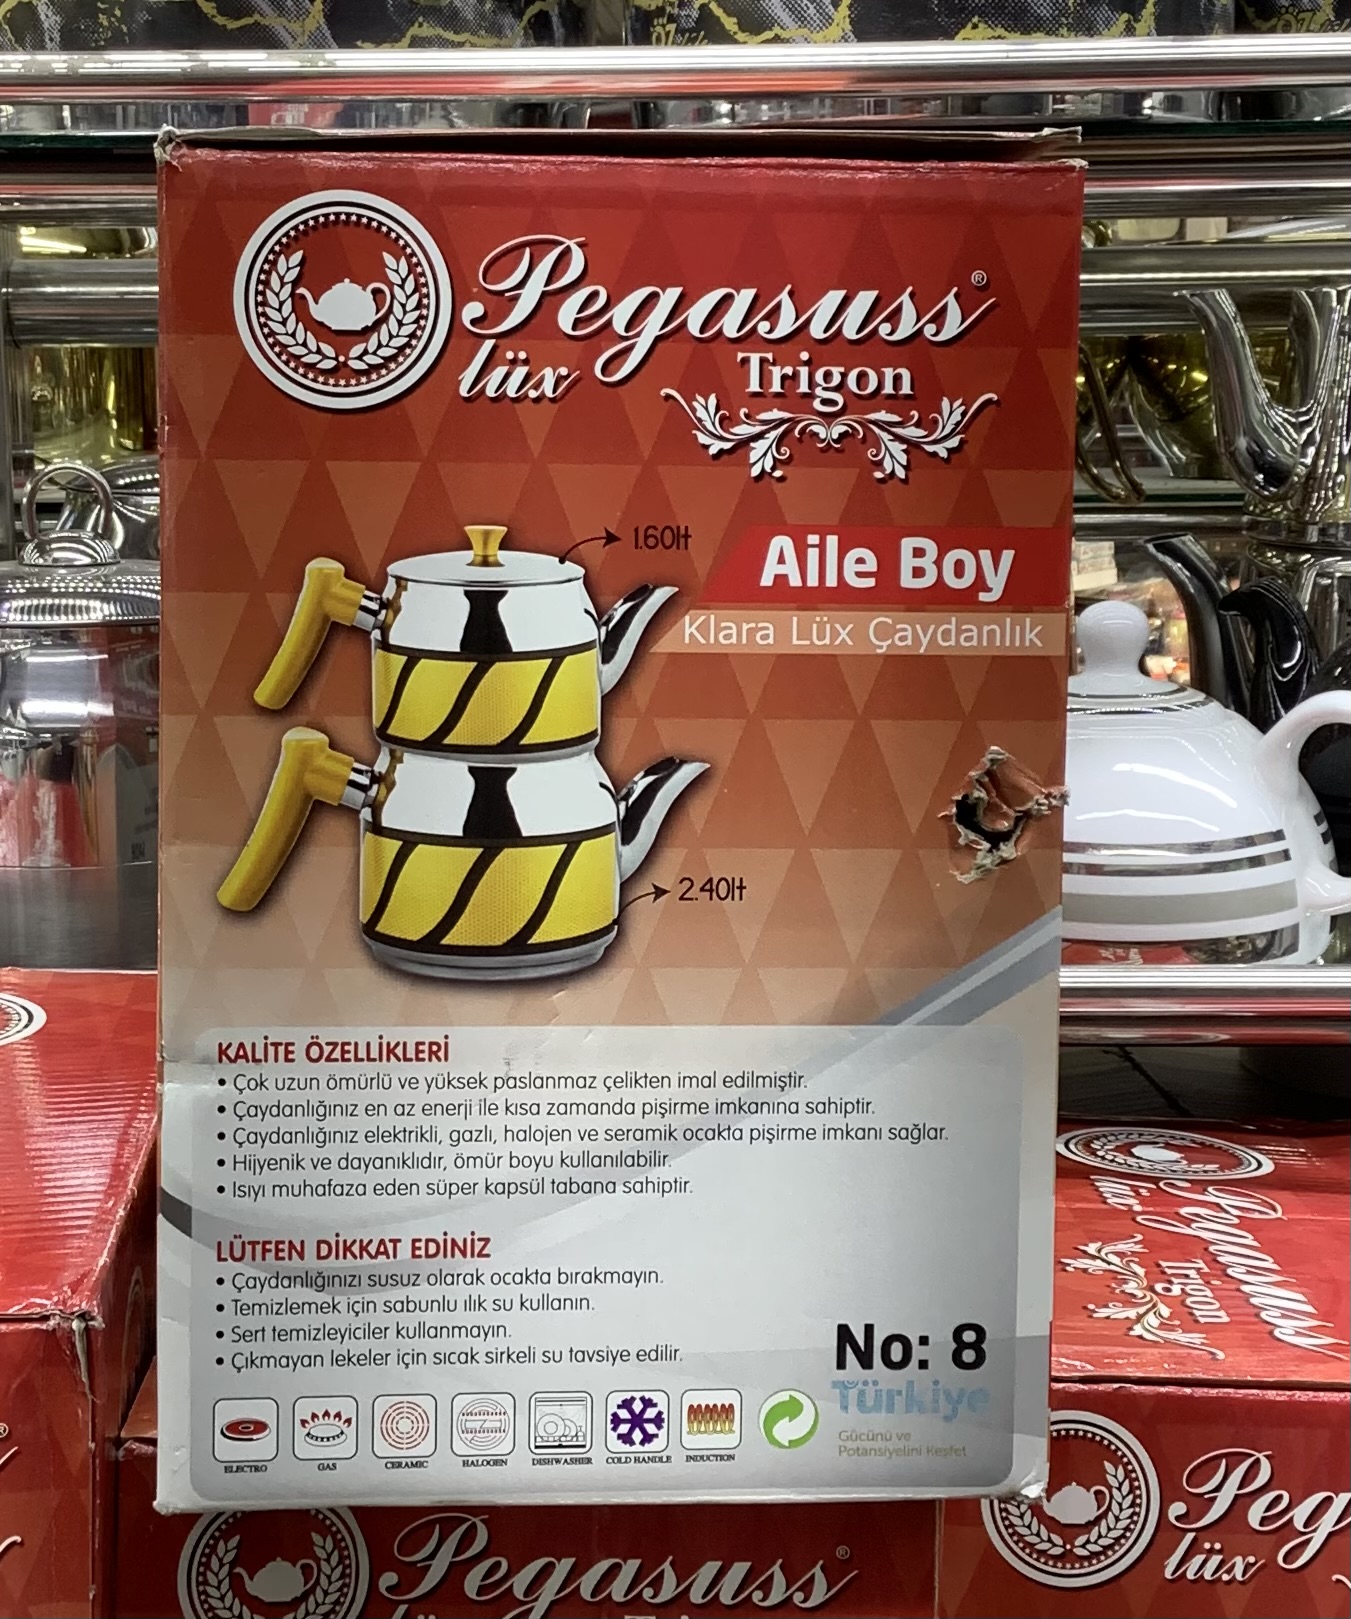 Pegasuss®
lüx
Trigon
1.60lt
Aile Boy
Klara Lüx Çaydanlık
2.40lt
KALİTE ÖZELLİKLERİ
• Çok uzun ömürlü ve yüksek paslanmaz çelikten imal edilmiştir.
• Çaydanlığınız en az enerji ile kısa zamanda pişirme imkanına sahiptir.
• Çaydanlığınız elektrikli, gazlı, halojen ve seramik ocakta pişirme imkanı sağlar.
• Hijyenik ve dayanıklıdır, ömür boyu kullanılabilir.
• Isıyı muhafaza eden süper kapsül tabana sahiptir.
LÜTFEN DİKKAT EDİNİZ
• Çaydanlığınızı susuz olarak ocakta bırakmayın.
• Temizlemek için sabunlu ılık su kullanın.
• Sert temizleyiciler kullanmayın.
• Çıkmayan lekeler için sıcak sirkeli su tavsiye edilir.
No: 8
Türkiye
Gücünü ve
Potansiyelini Keşfet
ELECTRO GAS CERAMIC HALOGEN DISHWASHER COLD HANDLE INDUCTION
Pegasuss
lüx
Trigon
Peg
lüx
Pegasuss®